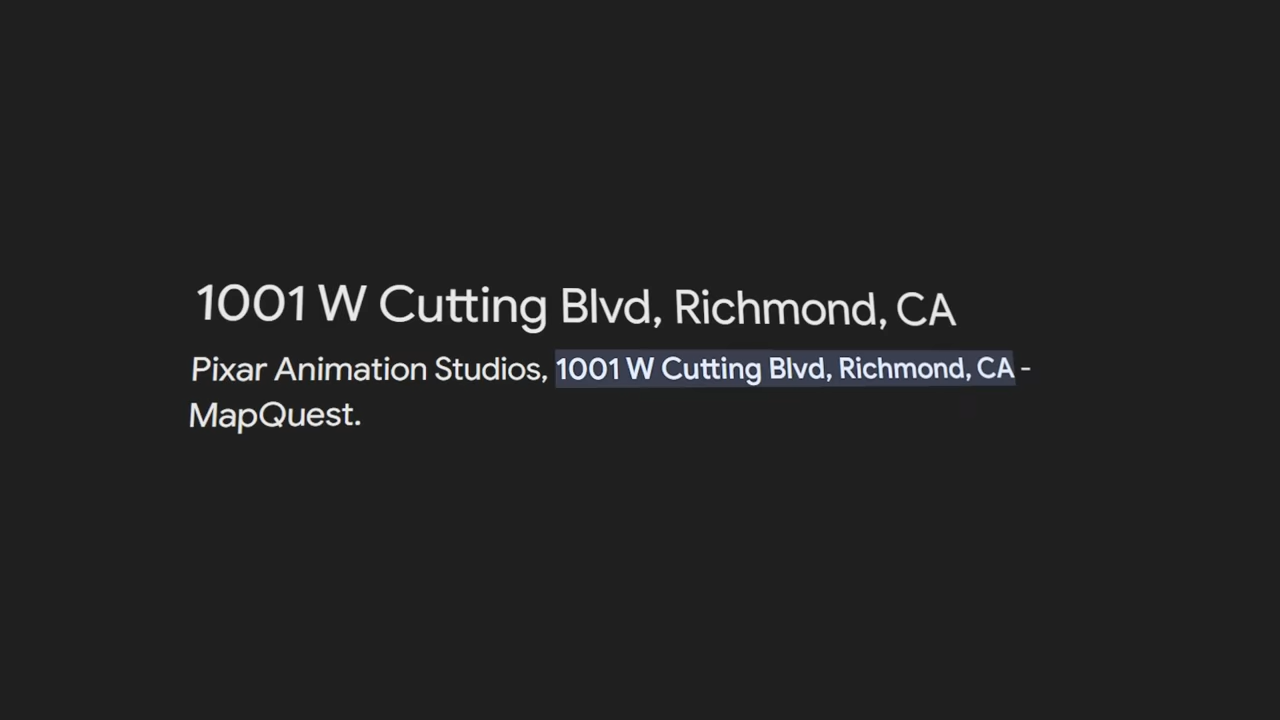 1001 W Cutting Blvd, Richmond, CA
Pixar Animation Studios, 1001 W Cutting Blvd, Richmond, CA -
MapQuest.